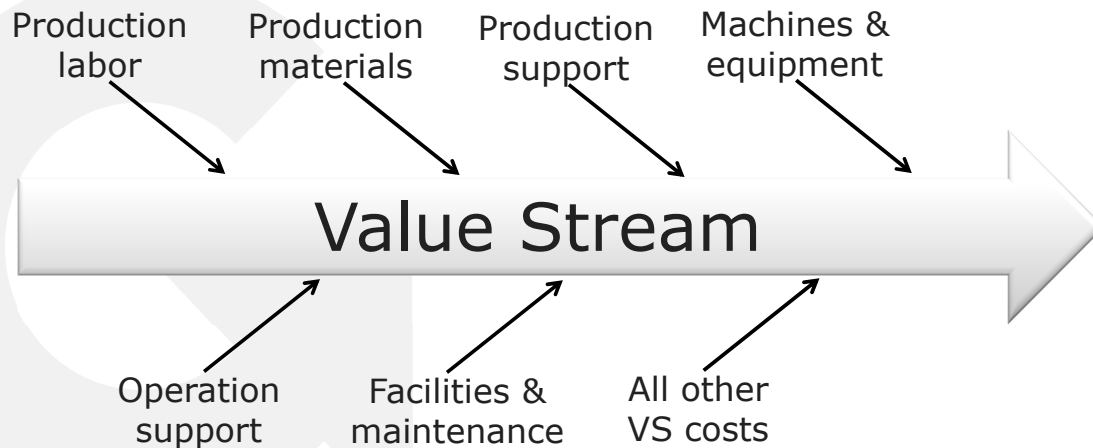 Production
labor
Production
materials
Production
support
Machines &
equipment
Value Stream
Operation
support
Facilities &
maintenance
All other
VS costs